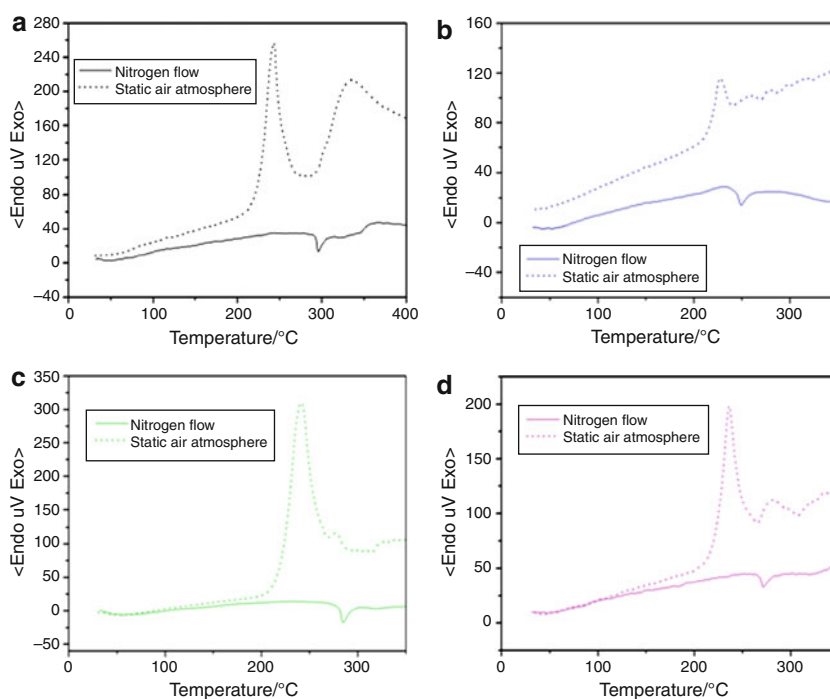 a
280
240
200
160
120
80
40
0
−40
<Endo uV Exo>
Nitrogen flow
Static air atmosphere
0 100 200 300 400
Temperature/°C
b
120
80
40
0
−40
<Endo uV Exo>
Nitrogen flow
Static air atmosphere
0 100 200 300
Temperature/°C
c
350
300
250
200
150
100
50
0
−50
<Endo uV Exo>
Nitrogen flow
Static air atmosphere
0 100 200 300
Temperature/°C
d
200
150
100
50
0
<Endo uV Exo>
Nitrogen flow
Static air atmosphere
0 100 200 300
Temperature/°C